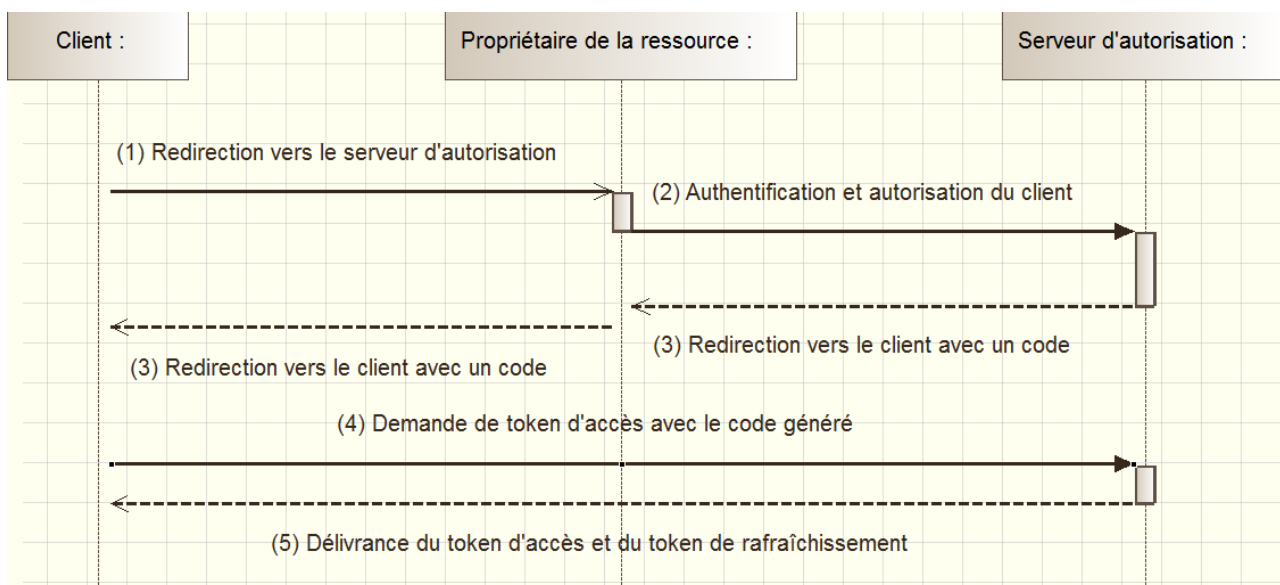 Client :
Propriétaire de la ressource :
Serveur d'autorisation :
(1) Redirection vers le serveur d'autorisation
(2) Authentification et autorisation du client
(3) Redirection vers le client avec un code
(3) Redirection vers le client avec un code
(4) Demande de token d'accès avec le code généré
(5) Délivrance du token d'accès et du token de rafraîchissement